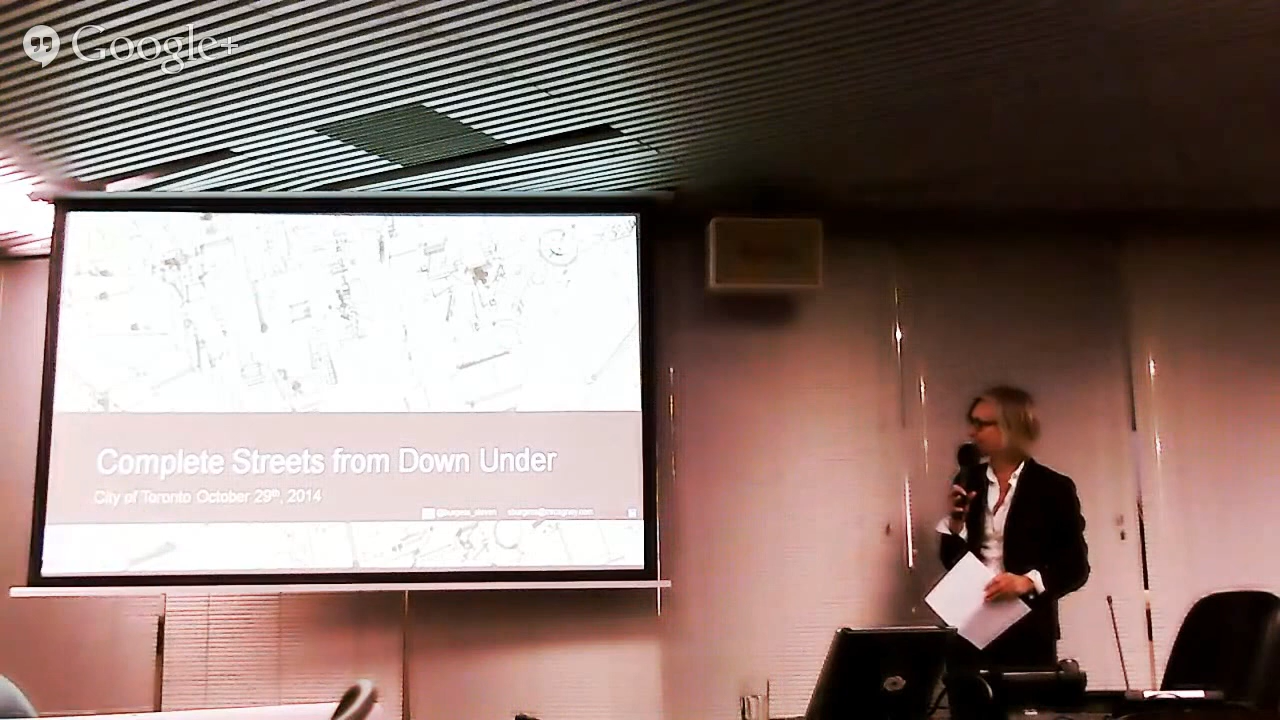 Google+
Complete Streets from Down Under
City of Toronto October 29th, 2014